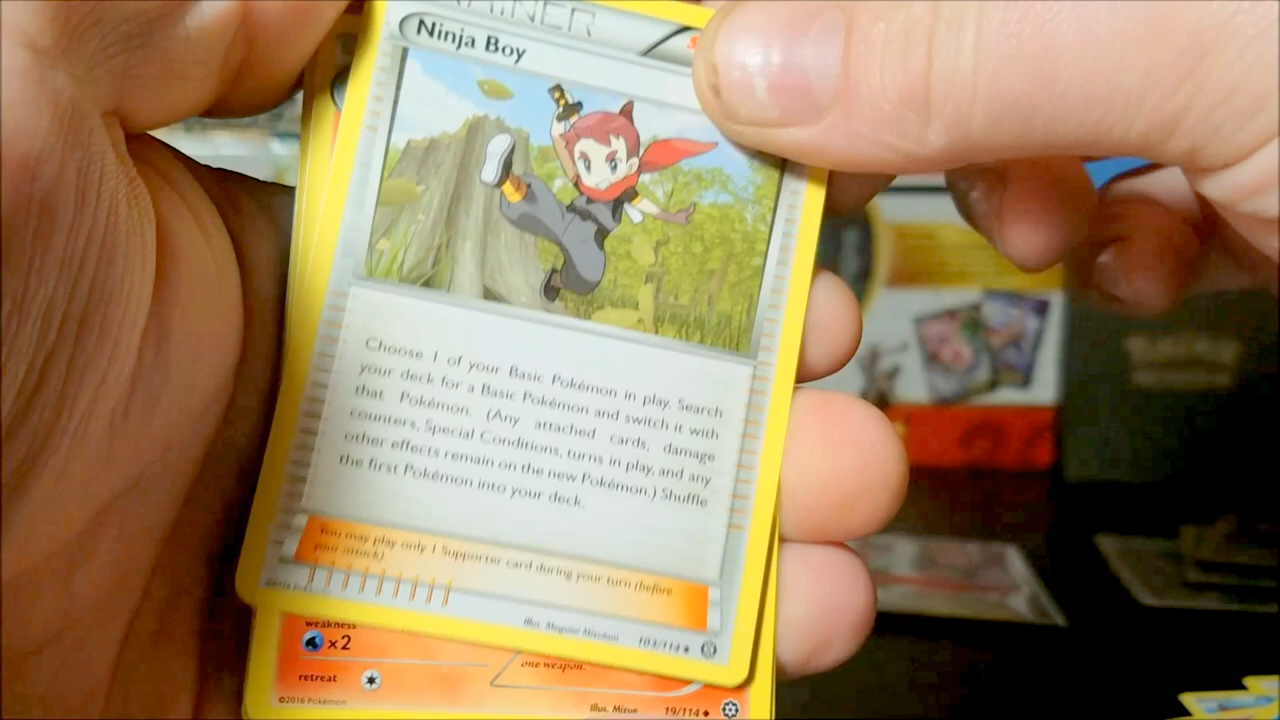 TRAINER
Ninja Boy
Choose 1 of your Basic Pokémon in play. Search
your deck for a Basic Pokémon and switch it with
that Pokémon. (Any attached cards, damage
counters, Special Conditions, turns in play, and any
other effects remain on the new Pokémon.) Shuffle
the first Pokémon into your deck.
You may play only 1 Supporter card during your turn (before
your attack).
Illus. Megumi Mizutani
103/114
weakness
×2
one weapon.
retreat
©2016 Pokémon
Illus. Mizue
19/114